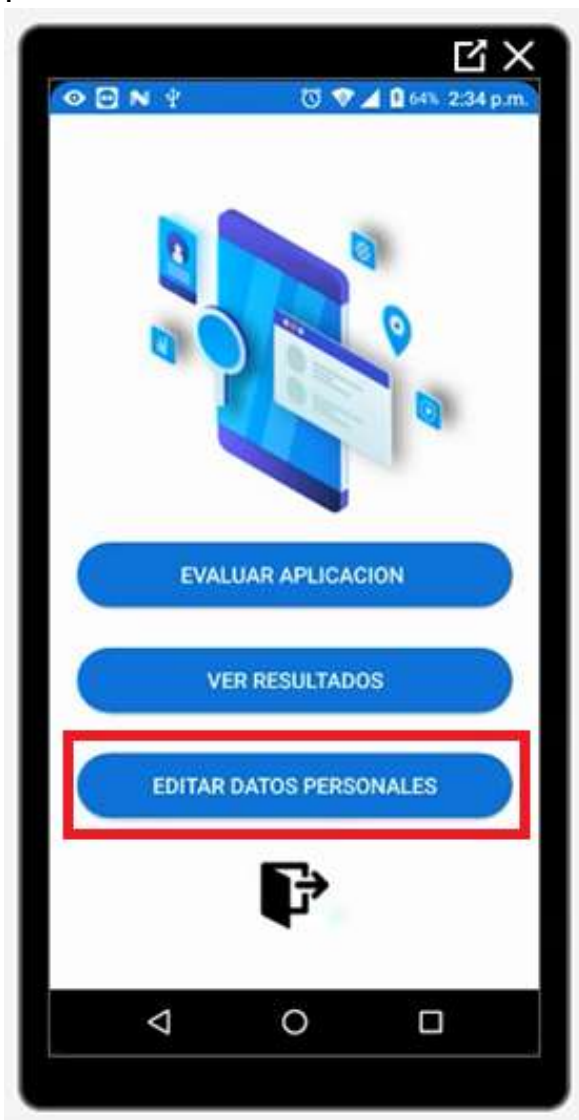 64% 2:34 p.m.
EVALUAR APLICACION
VER RESULTADOS
EDITAR DATOS PERSONALES